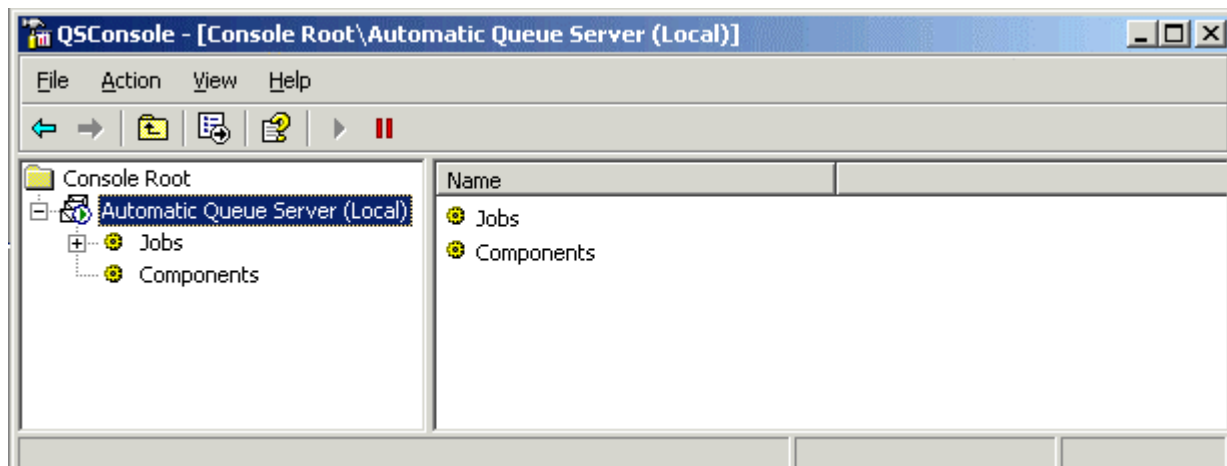 QSConsole - [Console Root\Automatic Queue Server (Local)]
File Action View Help
Console Root
Automatic Queue Server (Local)
Jobs
Components
Name
Jobs
Components